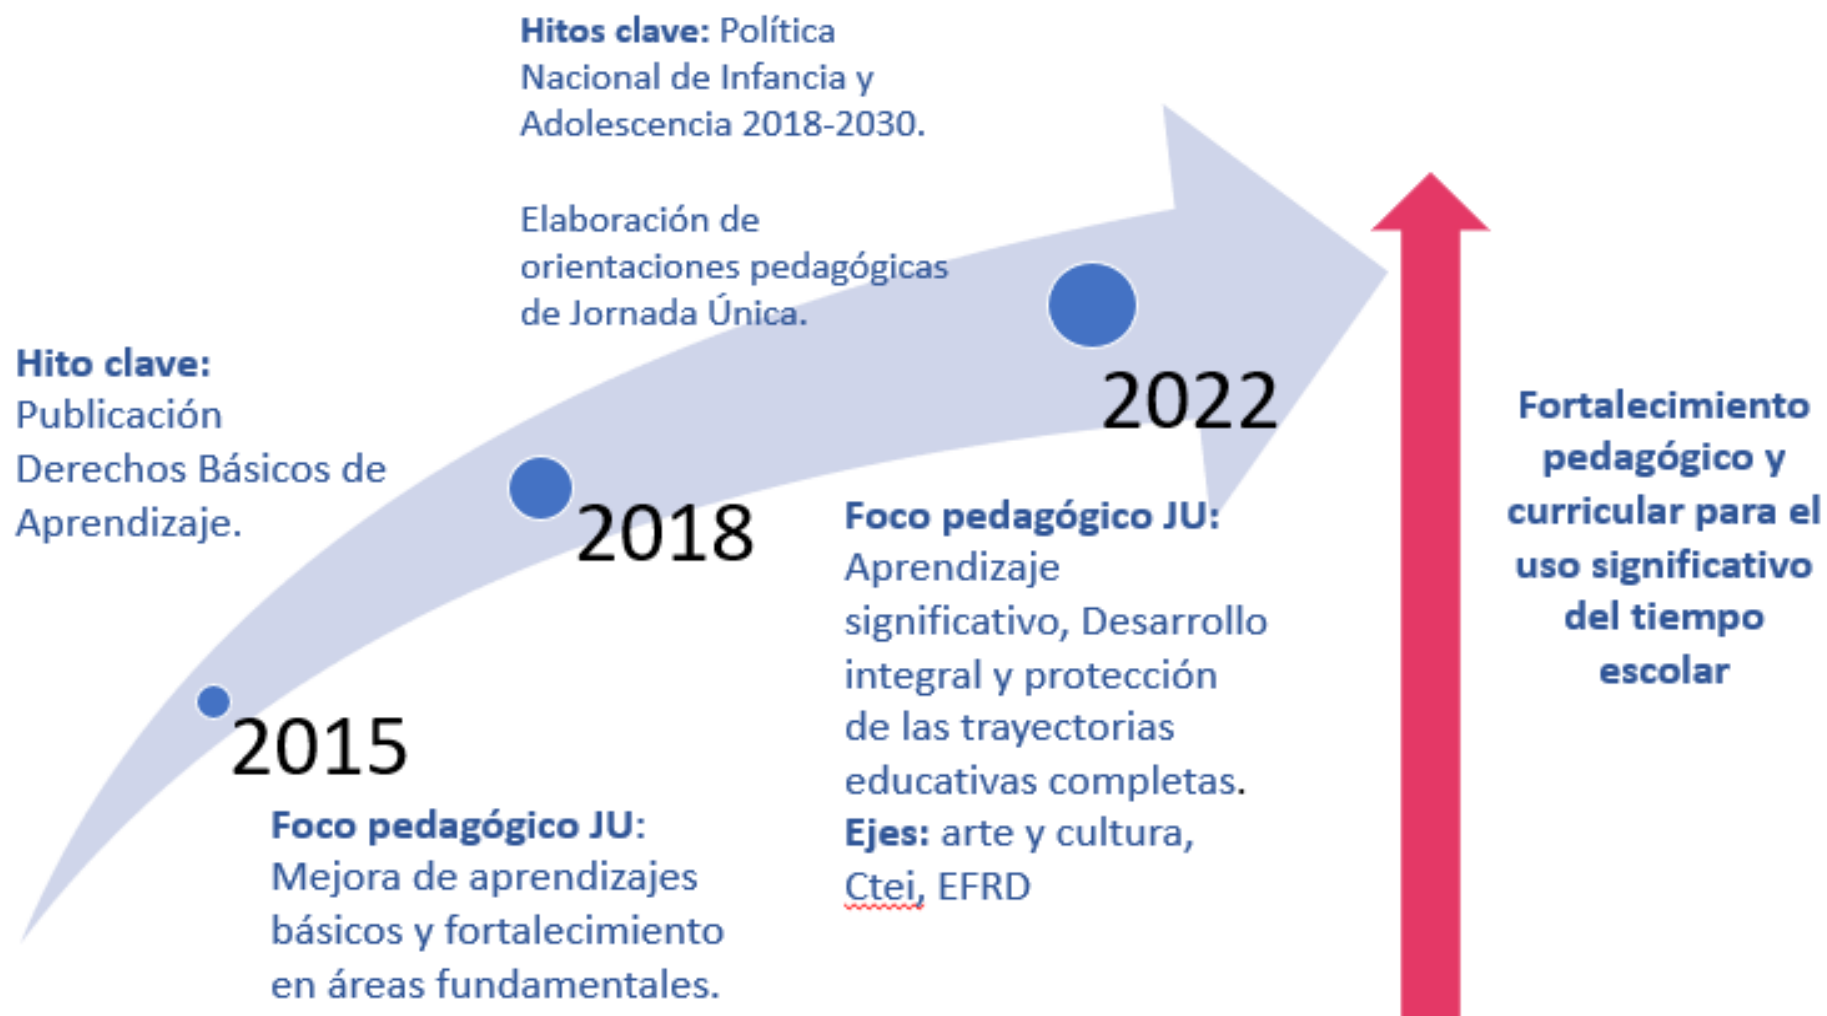 Hitos clave: Política
Nacional de Infancia y
Adolescencia 2018-2030.
Elaboración de
orientaciones pedagógicas
de Jornada Única.
Hito clave:
Publicación
Derechos Básicos de
Aprendizaje.
2015
2018
2022
Foco pedagógico JU:
Mejora de aprendizajes
básicos y fortalecimiento
en áreas fundamentales.
Foco pedagógico JU:
Aprendizaje
significativo, Desarrollo
integral y protección
de las trayectorias
educativas completas.
Ejes: arte y cultura,
Ctei, EFRD
Fortalecimiento
pedagógico y
curricular para el
uso significativo
del tiempo
escolar